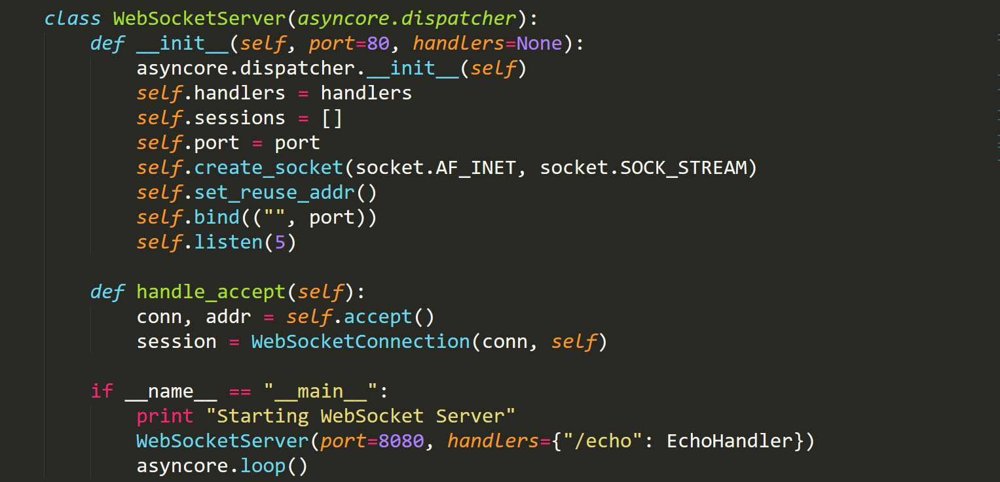 class WebSocketServer(asyncore.dispatcher):
    def __init__(self, port=80, handlers=None):
        asyncore.dispatcher.__init__(self)
        self.handlers = handlers
        self.sessions = []
        self.port = port
        self.create_socket(socket.AF_INET, socket.SOCK_STREAM)
        self.set_reuse_addr()
        self.bind(("", port))
        self.listen(5)

    def handle_accept(self):
        conn, addr = self.accept()
        session = WebSocketConnection(conn, self)

    if __name__ == "__main__":
        print "Starting WebSocket Server"
        WebSocketServer(port=8080, handlers={"/echo": EchoHandler})
        asyncore.loop()